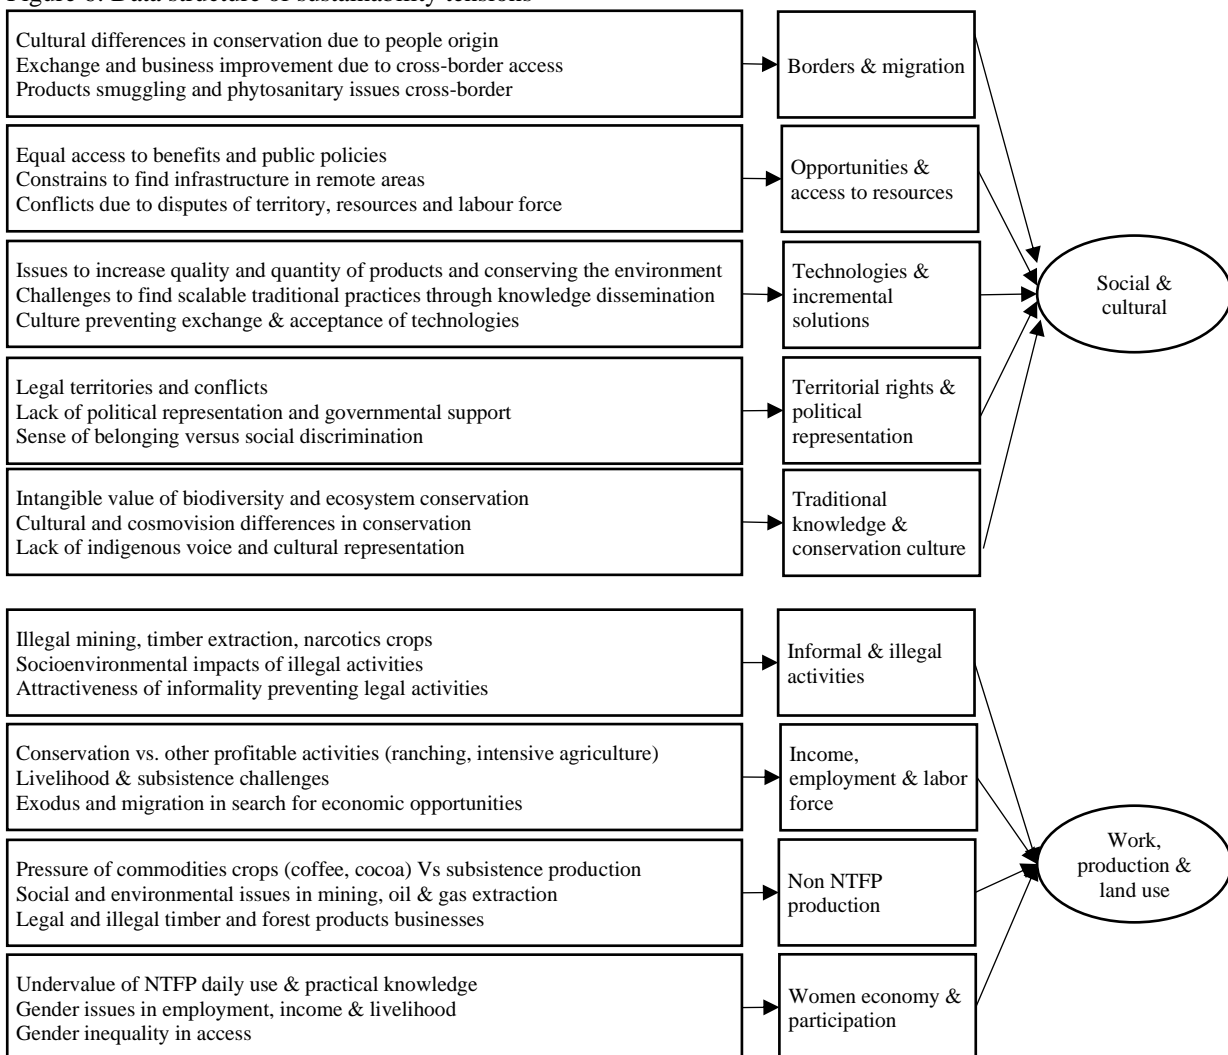 Figure 6. Data structure of sustainability tensions
Cultural differences in conservation due to people origin
Exchange and business improvement due to cross-border access
Products smuggling and phytosanitary issues cross-border
Borders & migration
Equal access to benefits and public policies
Constrains to find infrastructure in remote areas
Conflicts due to disputes of territory, resources and labour force
Opportunities &
access to resources
Issues to increase quality and quantity of products and conserving the environment
Challenges to find scalable traditional practices through knowledge dissemination
Culture preventing exchange & acceptance of technologies
Technologies &
incremental
solutions
Legal territories and conflicts
Lack of political representation and governmental support
Sense of belonging versus social discrimination
Territorial rights &
political
representation
Intangible value of biodiversity and ecosystem conservation
Cultural and cosmovision differences in conservation
Lack of indigenous voice and cultural representation
Traditional
knowledge &
conservation culture
Social &
cultural
Illegal mining, timber extraction, narcotics crops
Socioenvironmental impacts of illegal activities
Attractiveness of informality preventing legal activities
Informal & illegal
activities
Conservation vs. other profitable activities (ranching, intensive agriculture)
Livelihood & subsistence challenges
Exodus and migration in search for economic opportunities
Income,
employment & labor
force
Pressure of commodities crops (coffee, cocoa) Vs subsistence production
Social and environmental issues in mining, oil & gas extraction
Legal and illegal timber and forest products businesses
Non NTFP
production
Undervalue of NTFP daily use & practical knowledge
Gender issues in employment, income & livelihood
Gender inequality in access
Women economy &
participation
Work,
production &
land use